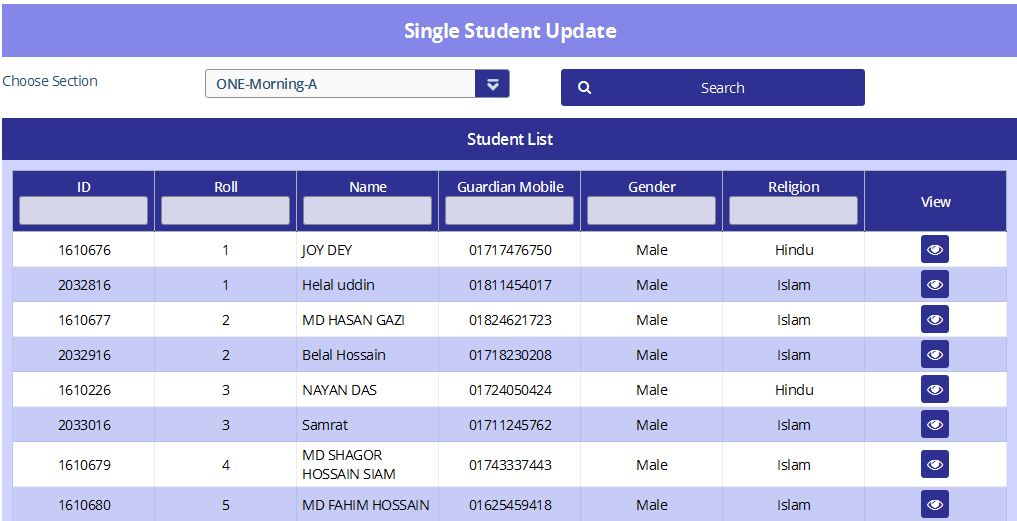 Single Student Update
Choose Section ONE-Morning-A Search
Student List
ID Roll Name Guardian Mobile Gender Religion View
1610676 1 JOY DEY 01717476750 Male Hindu
2032816 1 Helal uddin 01811454017 Male Islam
1610677 2 MD HASAN GAZI 01824621723 Male Islam
2032916 2 Belal Hossain 01718230208 Male Islam
1610226 3 NAYAN DAS 01724050424 Male Hindu
2033016 3 Samrat 01711245762 Male Islam
1610679 4 MD SHAGOR 01743337443 Male Islam
HOSSAIN SIAM
1610680 5 MD FAHIM HOSSAIN 01625459418 Male Islam